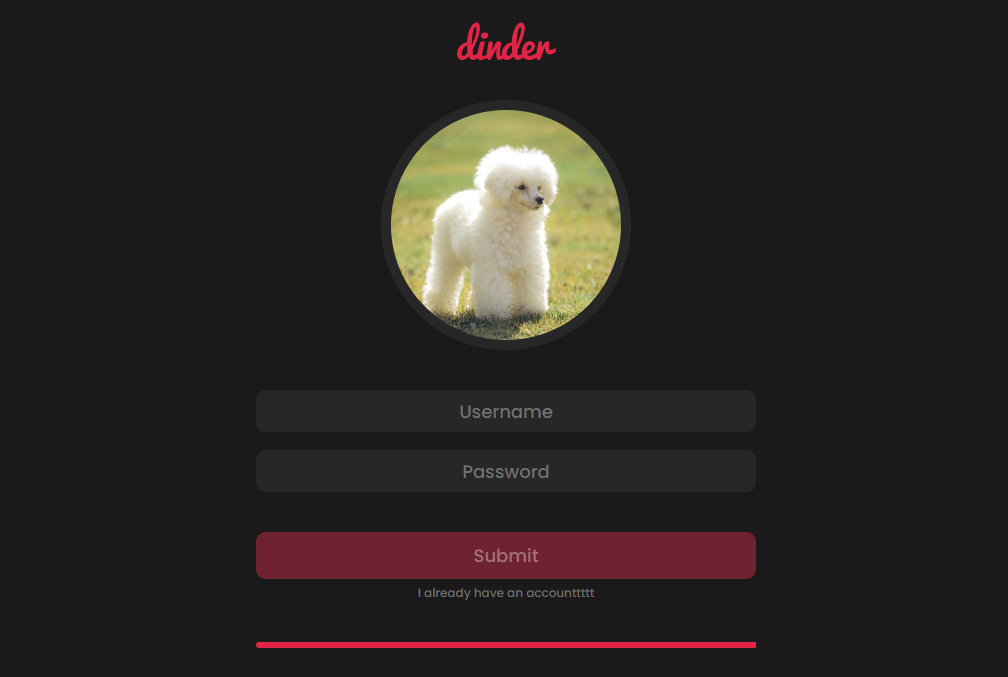 dinder
Username
Password
Submit
I already have an accounttttt